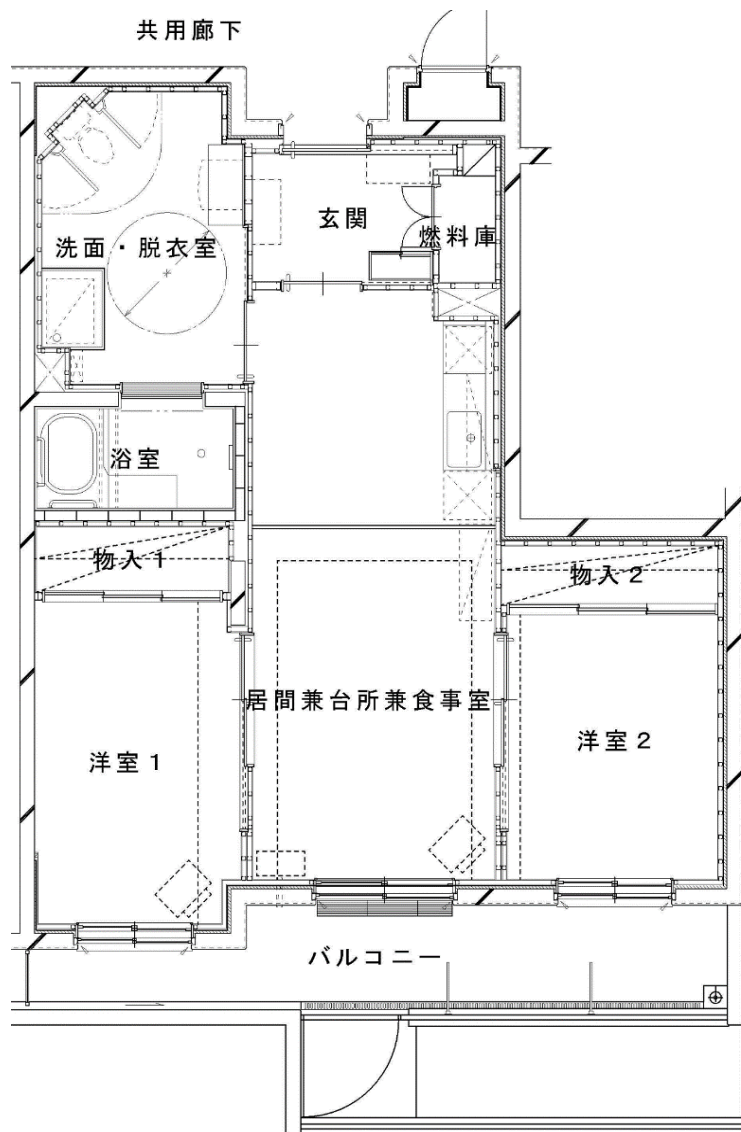 共用廊下
玄関
燃料庫
洗面・脱衣室
浴室
物入1
物入2
居間兼台所兼食事室
洋室1
洋室2
バルコニー